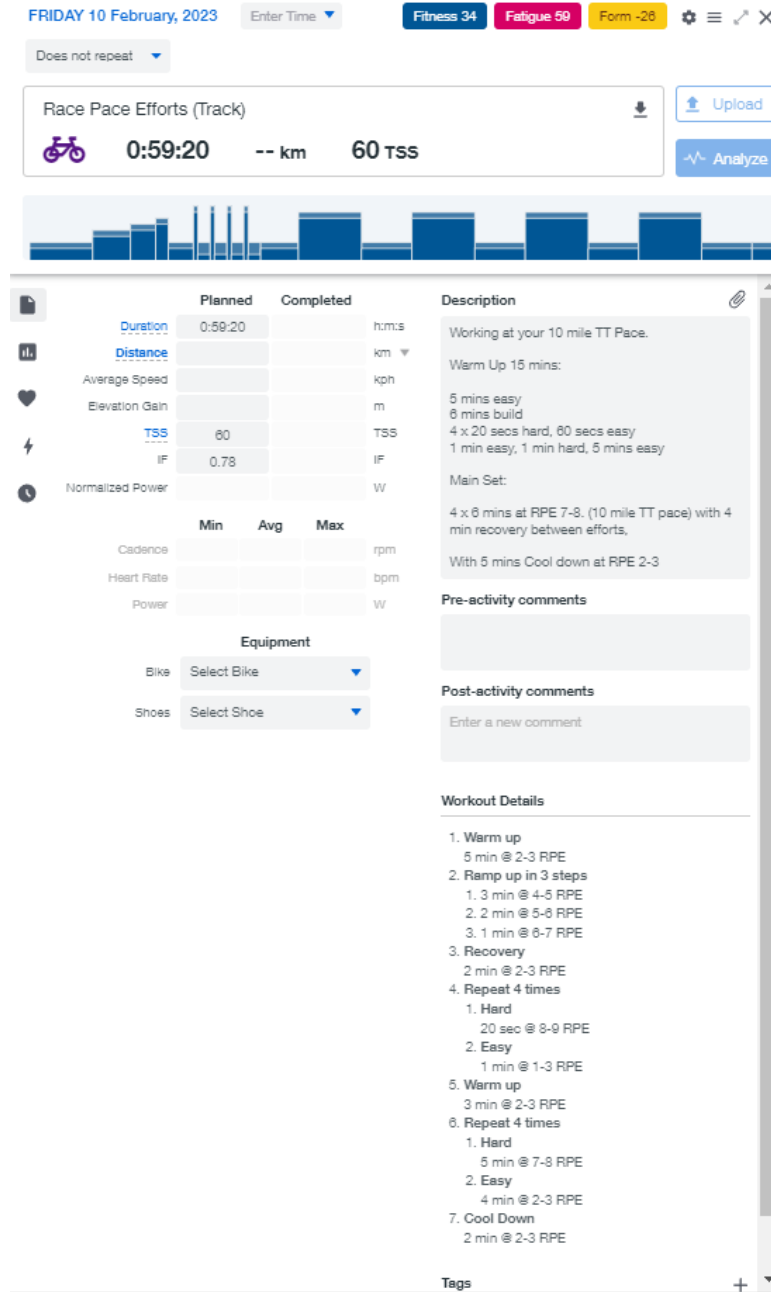 FRIDAY 10 February, 2023 Enter Time Fitness 34 Fatigue 59 Form -26
Does not repeat
Race Pace Efforts (Track)
0:59:20 -- km 60 TSS
Upload
Analyze
Planned Completed
Duration 0:59:20 h:m:s
Distance km
Average Speed kph
Elevation Gain m
TSS 60 TSS
IF 0.78 IF
Normalized Power W
Min Avg Max
Cadence rpm
Heart Rate bpm
Power W
Equipment
Bike Select Bike
Shoes Select Shoe
Description
Working at your 10 mile TT Pace.
Warm Up 15 mins:
5 mins easy
6 mins build
4 x 20 secs hard, 60 secs easy
1 min easy, 1 min hard, 5 mins easy
Main Set:
4 x 6 mins at RPE 7-8. (10 mile TT pace) with 4
min recovery between efforts,
With 5 mins Cool down at RPE 2-3
Pre-activity comments
Post-activity comments
Enter a new comment
Workout Details
1. Warm up
5 min @ 2-3 RPE
2. Ramp up in 3 steps
1. 3 min @ 4-5 RPE
2. 2 min @ 5-6 RPE
3. 1 min @ 6-7 RPE
3. Recovery
2 min @ 2-3 RPE
4. Repeat 4 times
1. Hard
20 sec @ 8-9 RPE
2. Easy
1 min @ 1-3 RPE
5. Warm up
3 min @ 2-3 RPE
6. Repeat 4 times
1. Hard
5 min @ 7-8 RPE
2. Easy
4 min @ 2-3 RPE
7. Cool Down
2 min @ 2-3 RPE
Tags